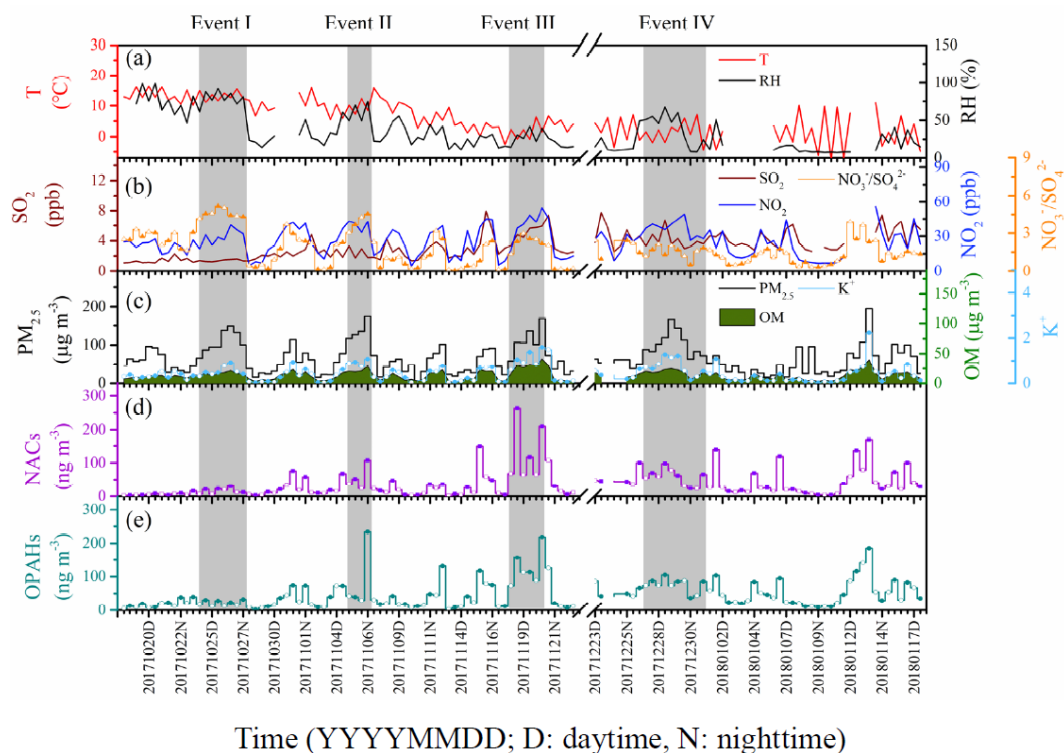 Event I Event II Event III Event IV
(a)
T
(°C)
30
20
10
0
T
RH
150
100
50
0
RH (%)
(b)
SO2
(ppb)
12
8
4
0
SO2
NO2
NO3-/SO42-
90
60
30
0
NO2 (ppb)
9
6
3
0
NO3-/SO42-
(c)
PM2.5
(μg m-3)
200
100
0
PM2.5
OM
K+
150
100
50
0
OM (μg m-3)
4
2
0
K+
(d)
NACs
(ng m-3)
300
200
100
0
(e)
OPAHs
(ng m-3)
300
200
100
0
20171020D
20171022N
20171025D
20171027N
20171030D
20171101N
20171104D
20171106N
20171109D
20171111N
20171114D
20171116N
20171119D
20171121N
20171223D
20171225N
20171228D
20171230N
20180102D
20180104N
20180107D
20180109N
20180112D
20180114N
20180117D
Time (YYYYMMDD; D: daytime, N: nighttime)